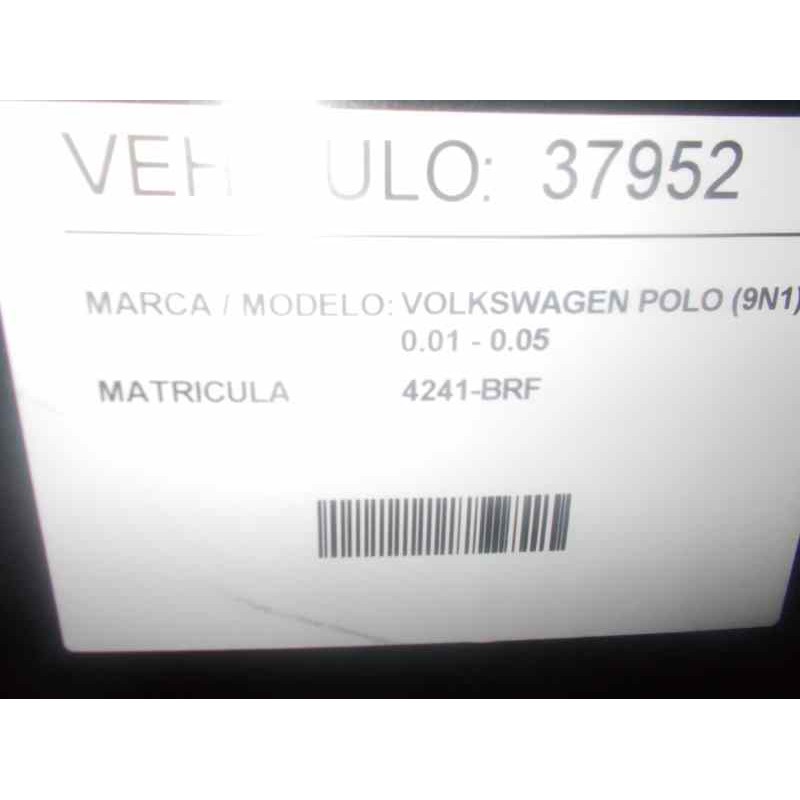 VEH ULO: 37952
MARCA / MODELO: VOLKSWAGEN POLO (9N1)
0.01 - 0.05
MATRICULA 4241-BRF